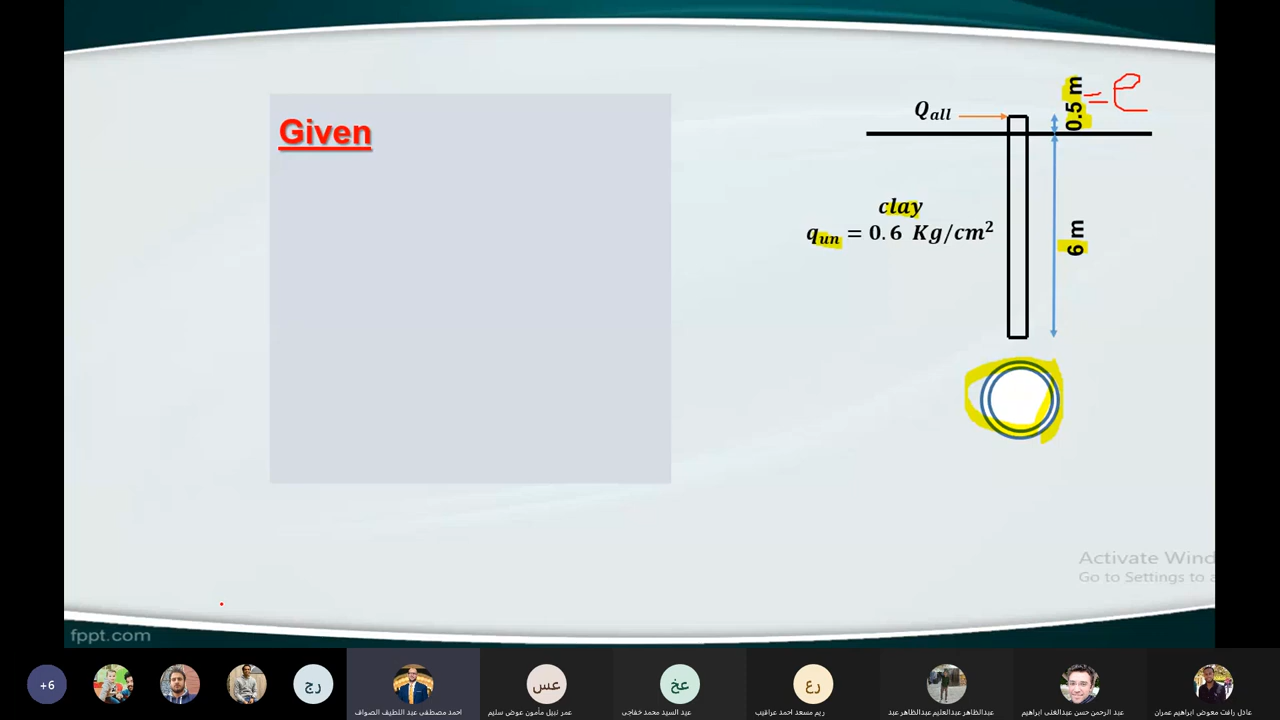 Given
Q all
0.5 m = e
clay
q un = 0.6 Kg/cm²
6 m
Activate Wind
Go to Settings to a
fppt.com
+6
رج
عس
عخ
رع
احمد مصطفى عبد اللطيف الصواف
عمر نبيل مأمون عوض سليم
عبد السيد محمد خفاجى
ريم مسعد احمد عراقيب
عبدالظاهر عبدالعليم عبدالظاهر عبد
عبد الرحمن حسن عبدالغنى ابراهيم
عادل رافت معوض ابراهيم عمران